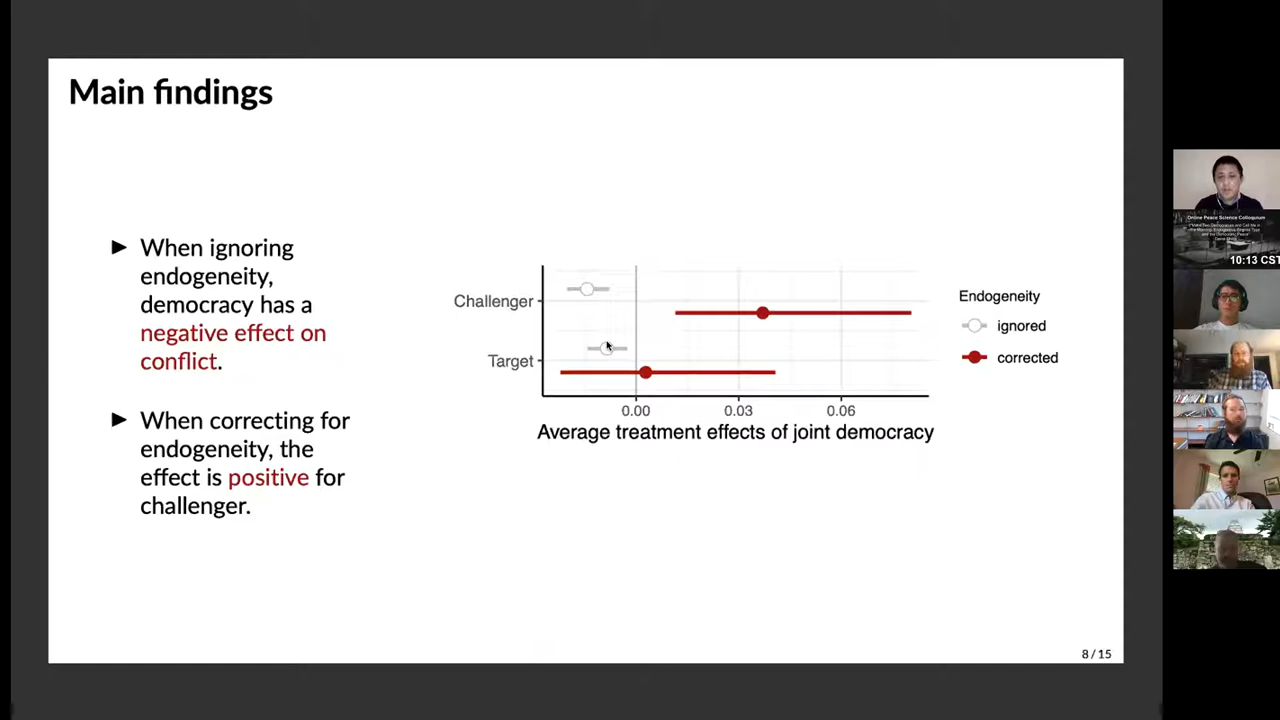 Main findings
► When ignoring
endogeneity,
democracy has a
negative effect on
conflict.
► When correcting for
endogeneity, the
effect is positive for
challenger.
Challenger
Target
0.00 0.03 0.06
Average treatment effects of joint democracy
Endogeneity
ignored
corrected
8 / 15
Online Peace Science Colloquium
10:13 CST